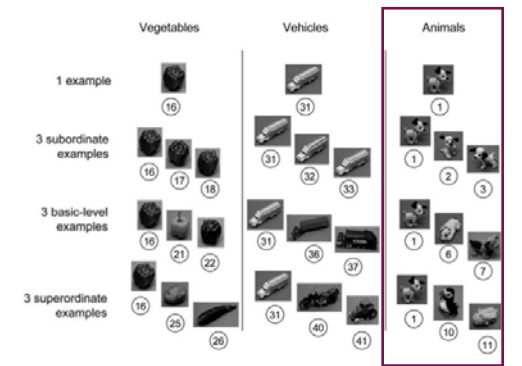 Vegetables Vehicles Animals
1 example
16 31 1
3 subordinate
examples
16 17 18 31 32 33 1 2 3
3 basic-level
examples
16 21 22 31 36 37 1 6 7
3 superordinate
examples
16 25 26 31 40 41 1 10 11